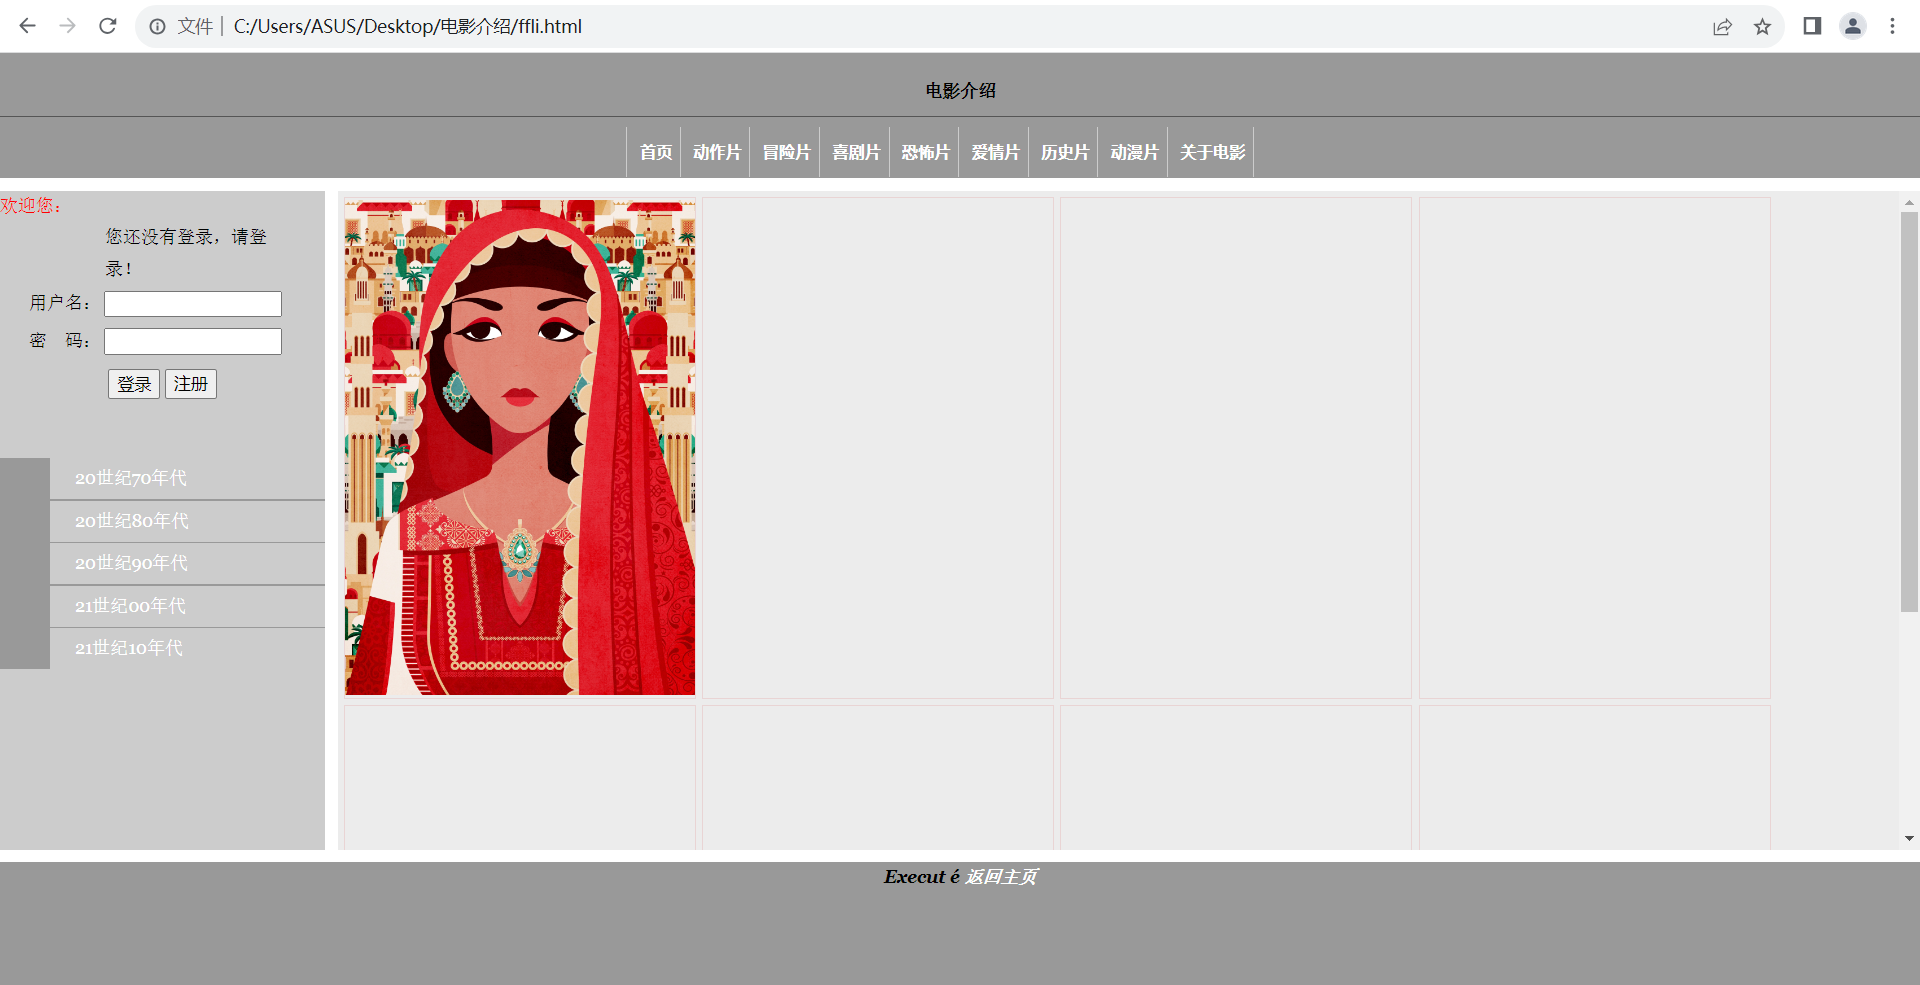 文件 C:/Users/ASUS/Desktop/电影介绍/ffli.html
电影介绍
首页 动作片 冒险片 喜剧片 恐怖片 爱情片 历史片 动漫片 关于电影
欢迎您：
您还没有登录，请登
录！
用户名：
密 码：
登录 注册
20世纪70年代
20世纪80年代
20世纪90年代
21世纪00年代
21世纪10年代
Execut é 返回主页